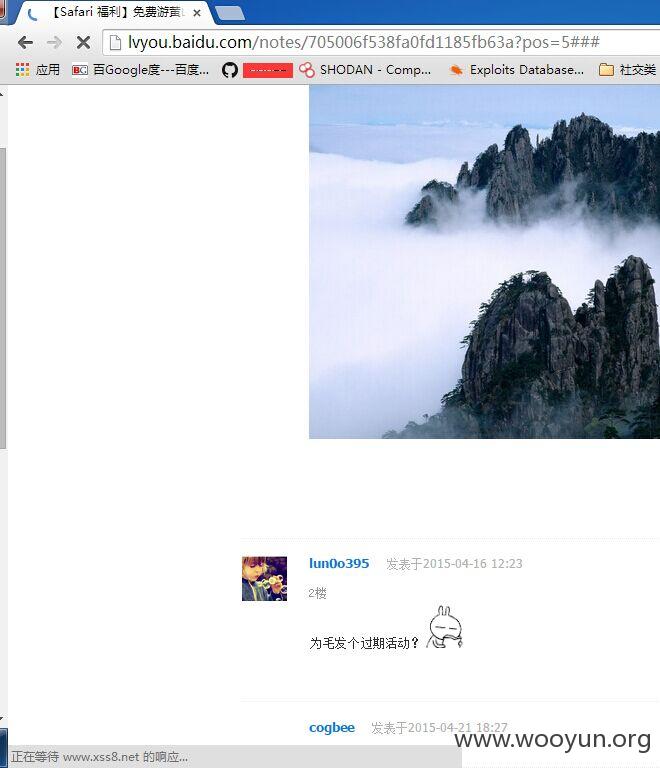 【Safari 福利】免费游黄
lvyou.baidu.com/notes/705006f538fa0fd1185fb63a?pos=5###
应用 百Google度---百度... SHODAN - Comp... Exploits Database... 社交类
lun0o395 发表于2015-04-16 12:23
2楼
为毛发个过期活动？
cogbee 发表于2015-04-21 18:27
www.wooyun.org
正在等待 www.xss8.net 的响应...